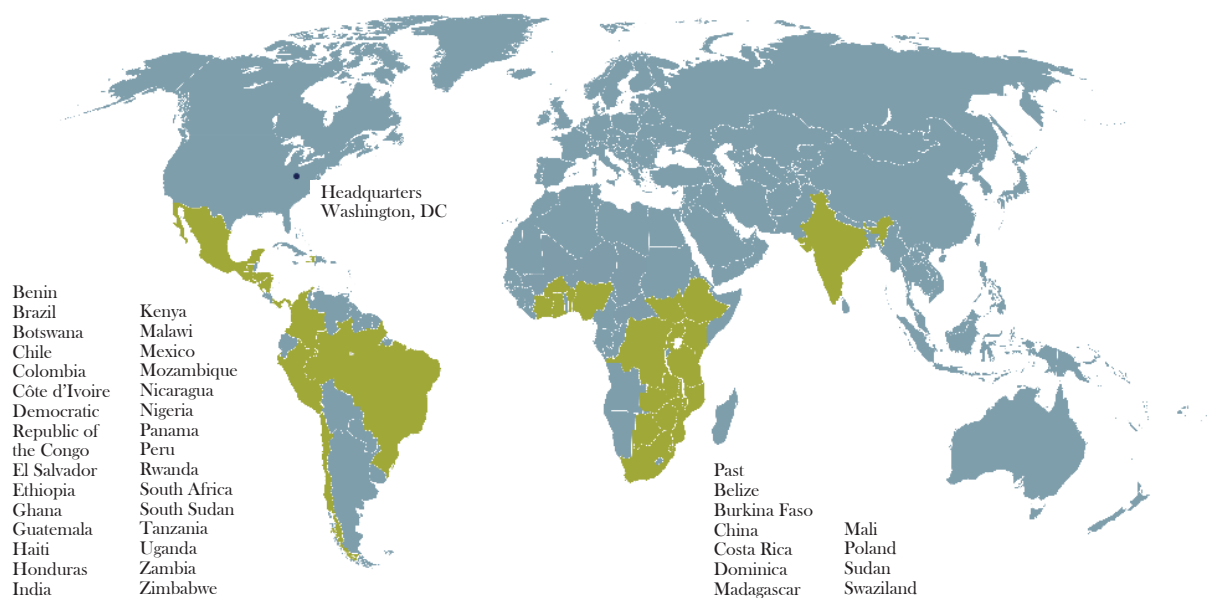 Headquarters
Washington, DC
Benin
Brazil
Botswana
Chile
Colombia
Côte d’Ivoire
Democratic
Republic of
the Congo
El Salvador
Ethiopia
Ghana
Guatemala
Haiti
Honduras
India
Kenya
Malawi
Mexico
Mozambique
Nicaragua
Nigeria
Panama
Peru
Rwanda
South Africa
South Sudan
Tanzania
Uganda
Zambia
Zimbabwe
Past
Belize
Burkina Faso
China
Costa Rica
Dominica
Madagascar
Mali
Poland
Sudan
Swaziland